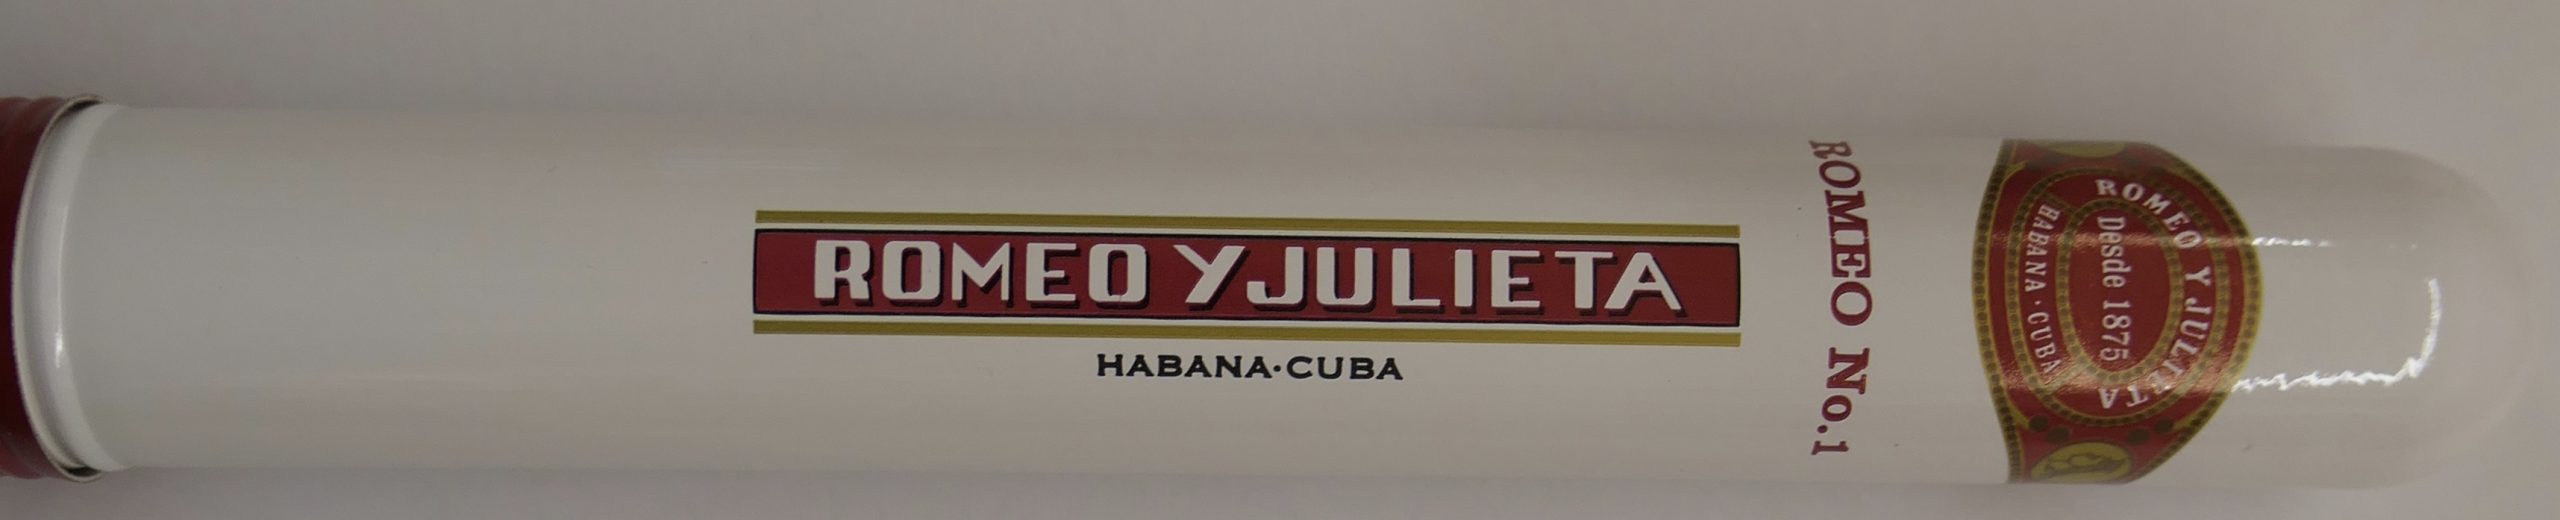 ROMEO Y JULIETA
HABANA·CUBA
ROMEO No.1
ROMEO Y JULIETA
Desde 1875
HABANA·CUBA